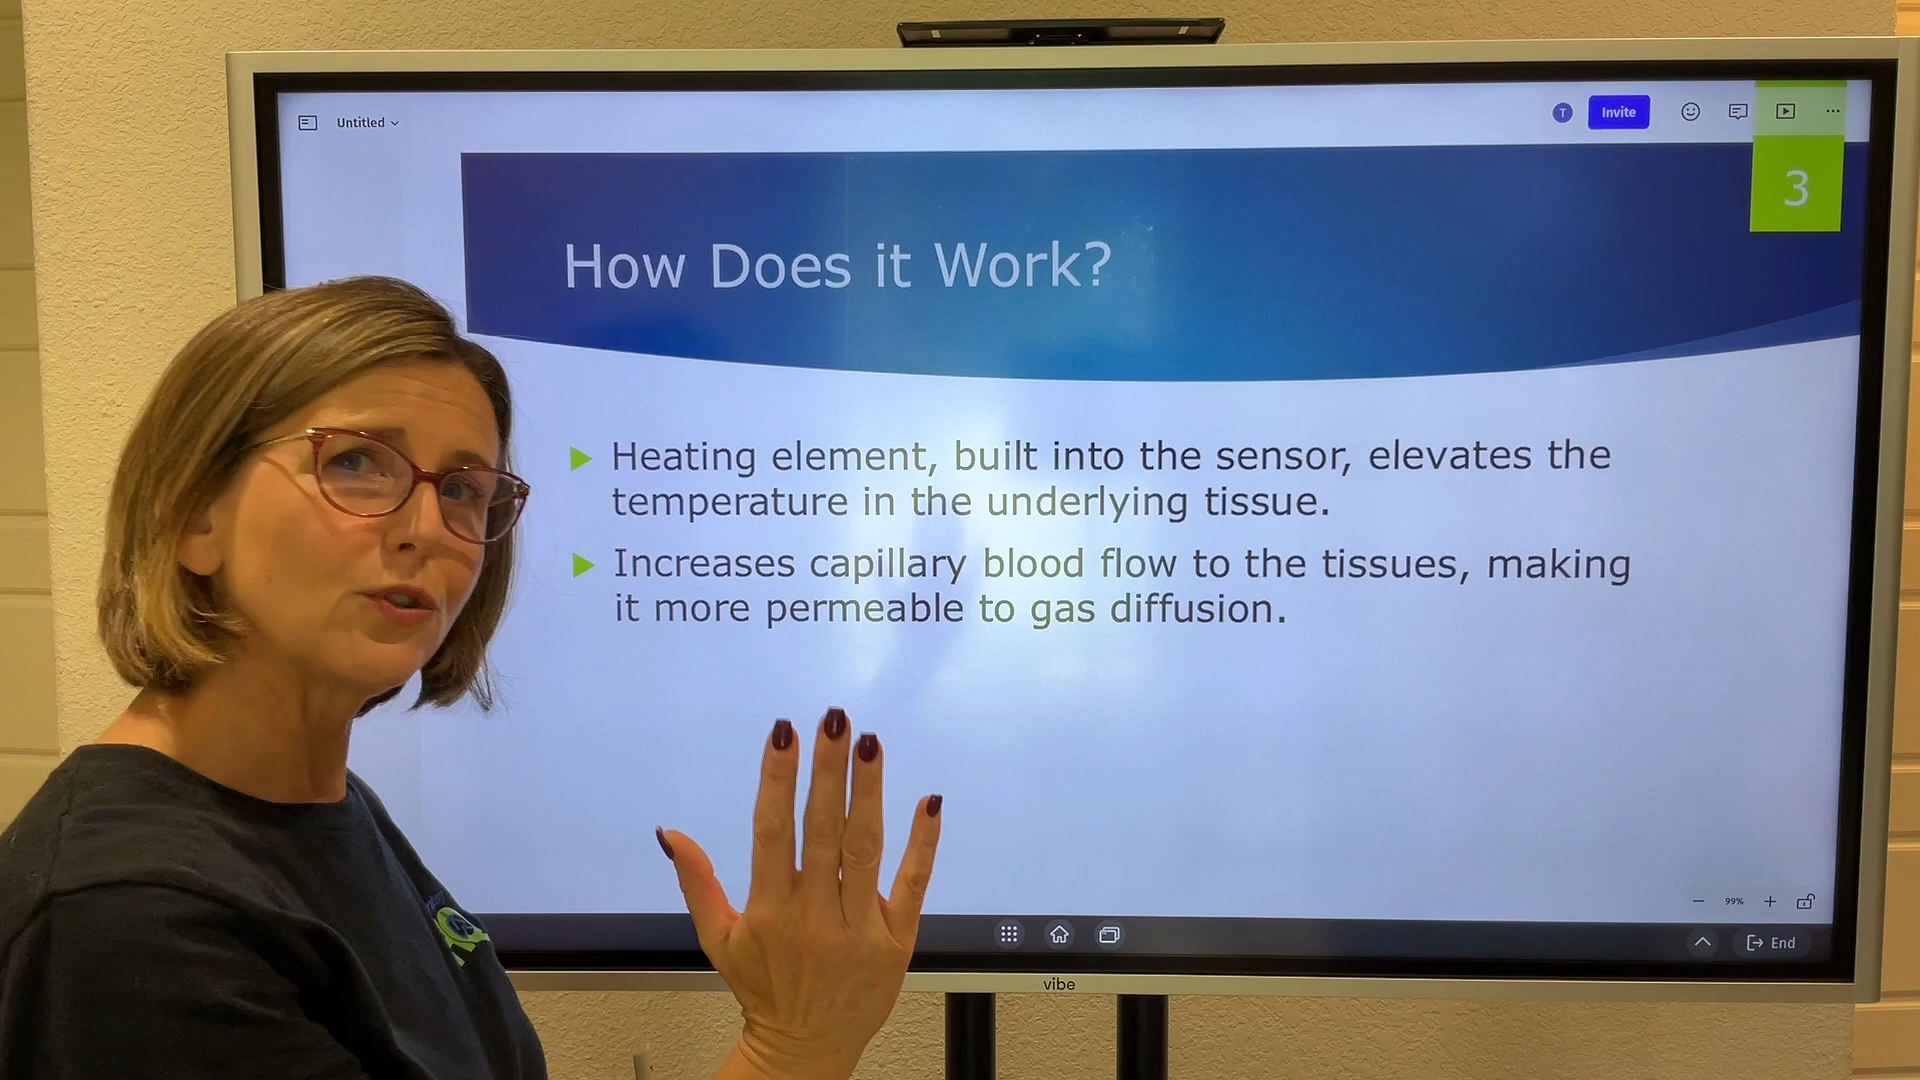 Untitled
T
Invite
3
How Does it Work?
Heating element, built into the sensor, elevates the
temperature in the underlying tissue.
Increases capillary blood flow to the tissues, making
it more permeable to gas diffusion.
99%
End
vibe